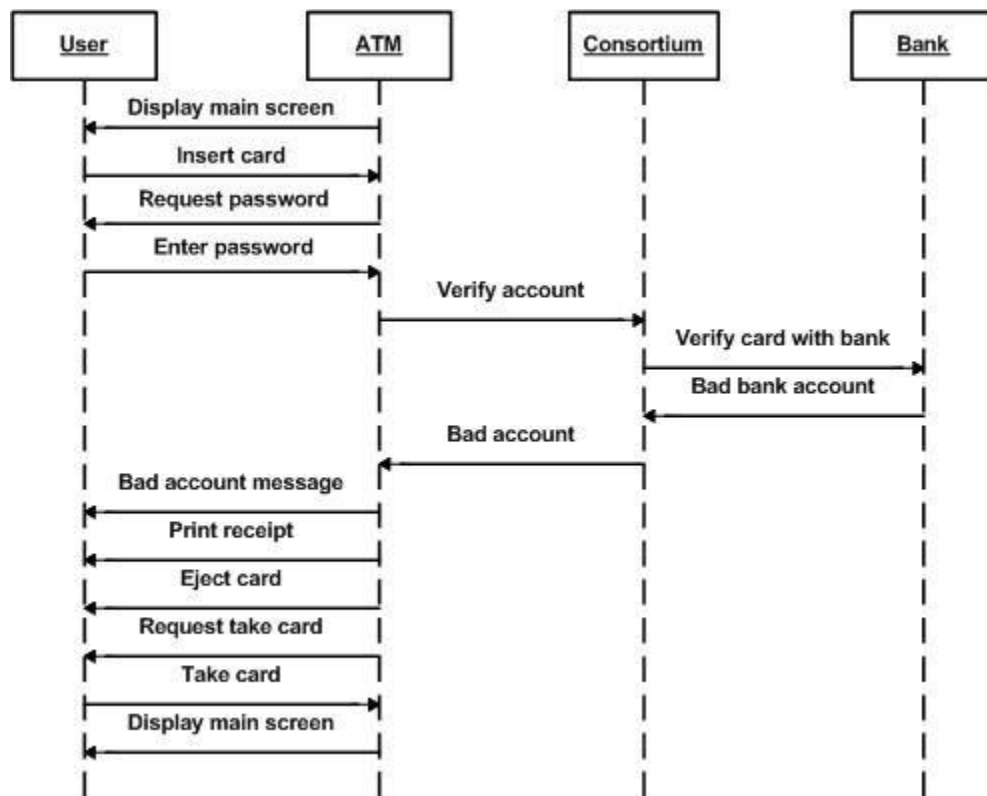 User
ATM
Consortium
Bank
Display main screen
Insert card
Request password
Enter password
Verify account
Verify card with bank
Bad bank account
Bad account
Bad account message
Print receipt
Eject card
Request take card
Take card
Display main screen